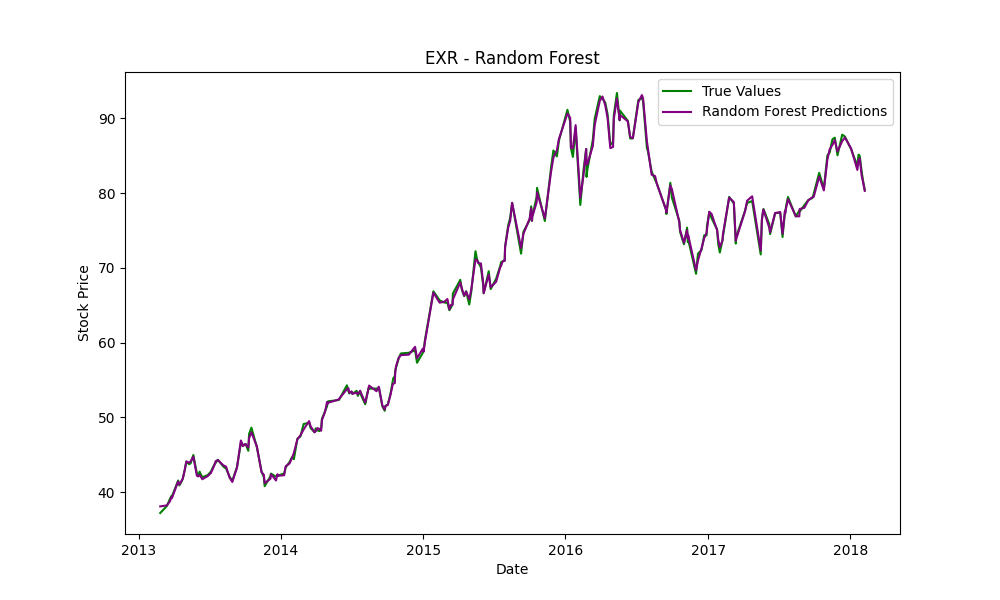 EXR - Random Forest
True Values
Random Forest Predictions
90
80
70
60
50
40
Stock Price
2013 2014 2015 2016 2017 2018
Date